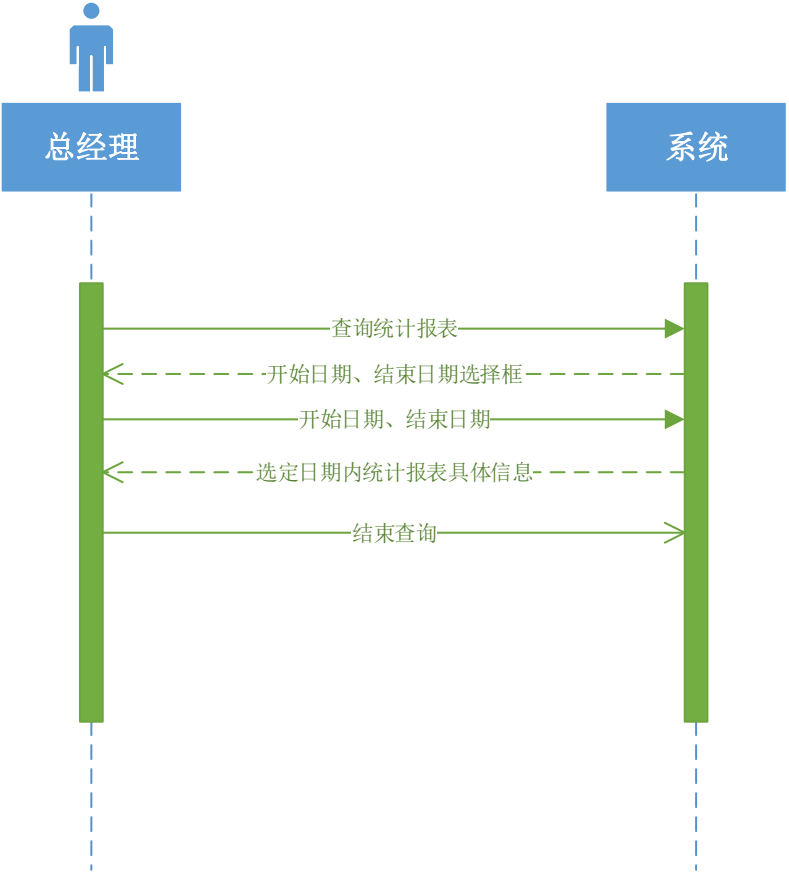 总经理
系统
查询统计报表
开始日期、结束日期选择框
开始日期、结束日期
选定日期内统计报表具体信息
结束查询